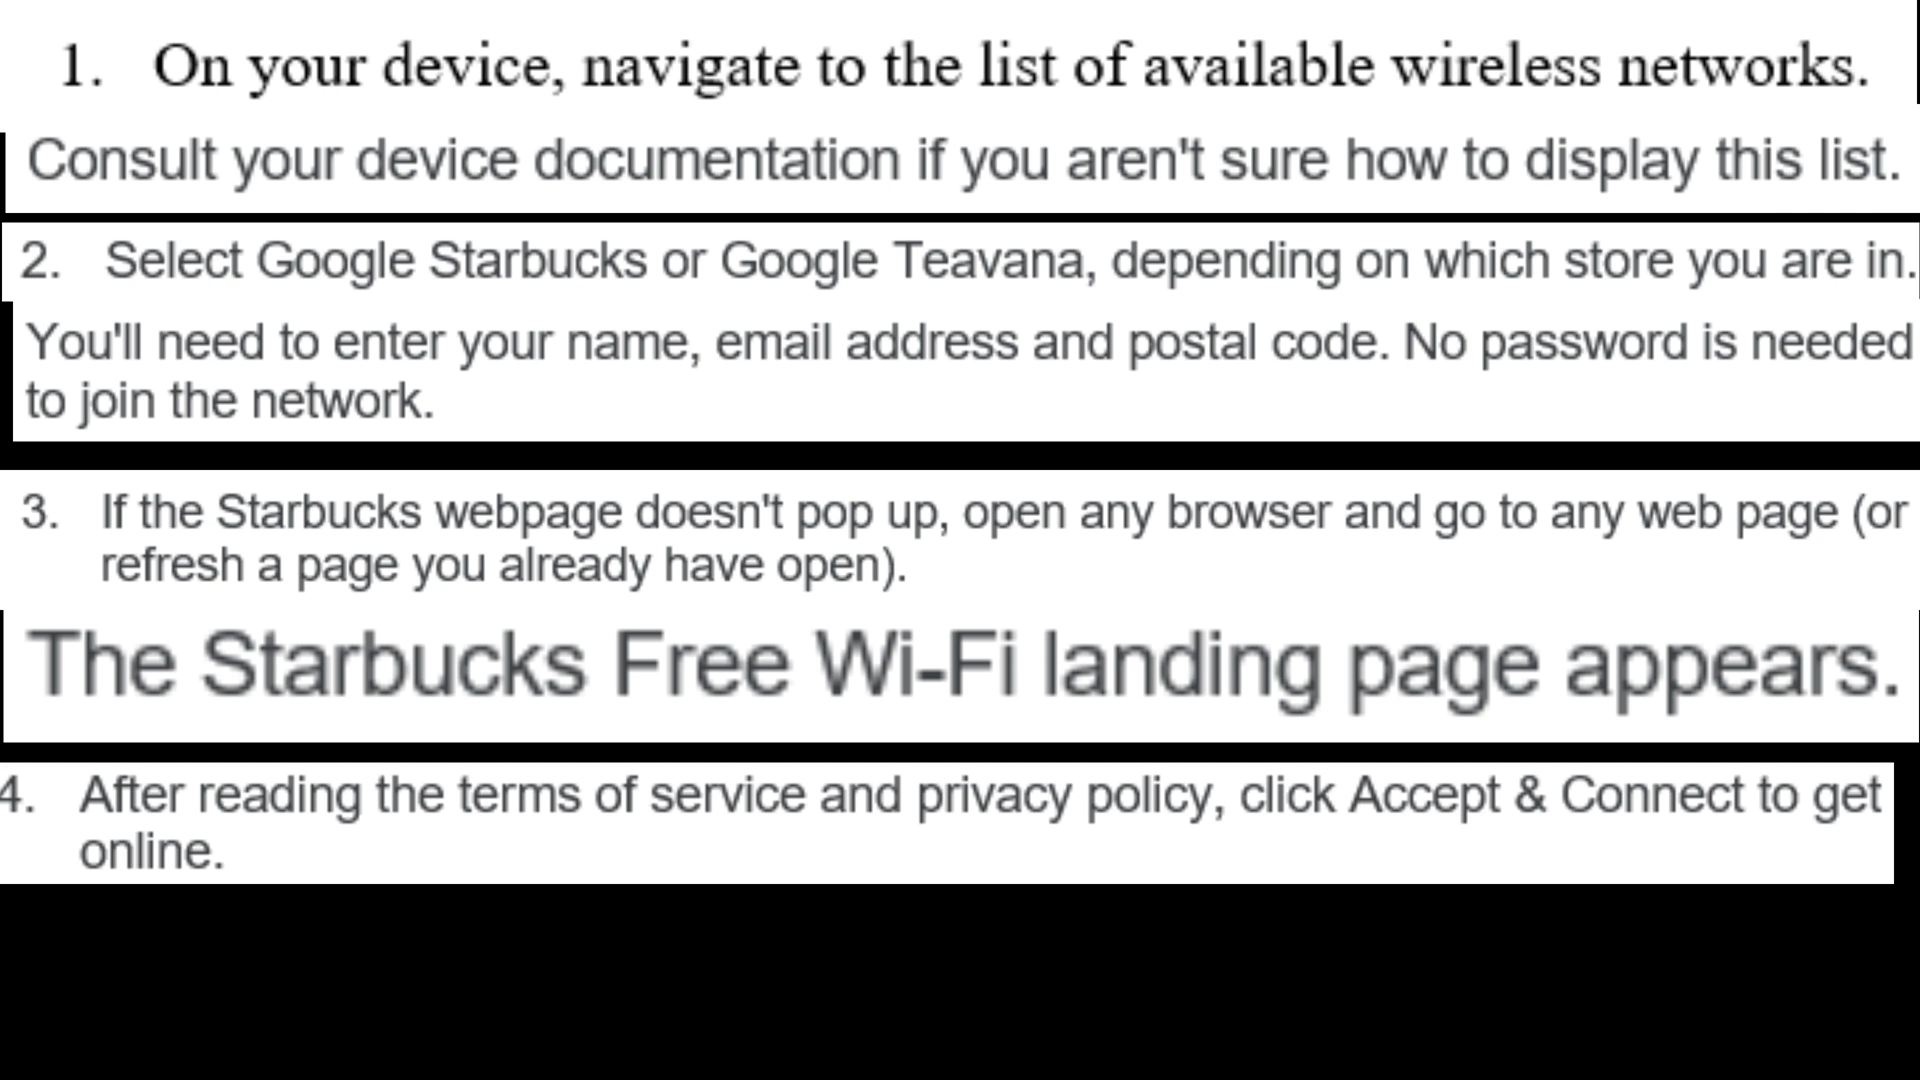 1. On your device, navigate to the list of available wireless networks.
Consult your device documentation if you aren't sure how to display this list.
2. Select Google Starbucks or Google Teavana, depending on which store you are in.
You'll need to enter your name, email address and postal code. No password is needed
to join the network.
3. If the Starbucks webpage doesn't pop up, open any browser and go to any web page (or
refresh a page you already have open).
The Starbucks Free Wi-Fi landing page appears.
4. After reading the terms of service and privacy policy, click Accept & Connect to get
online.